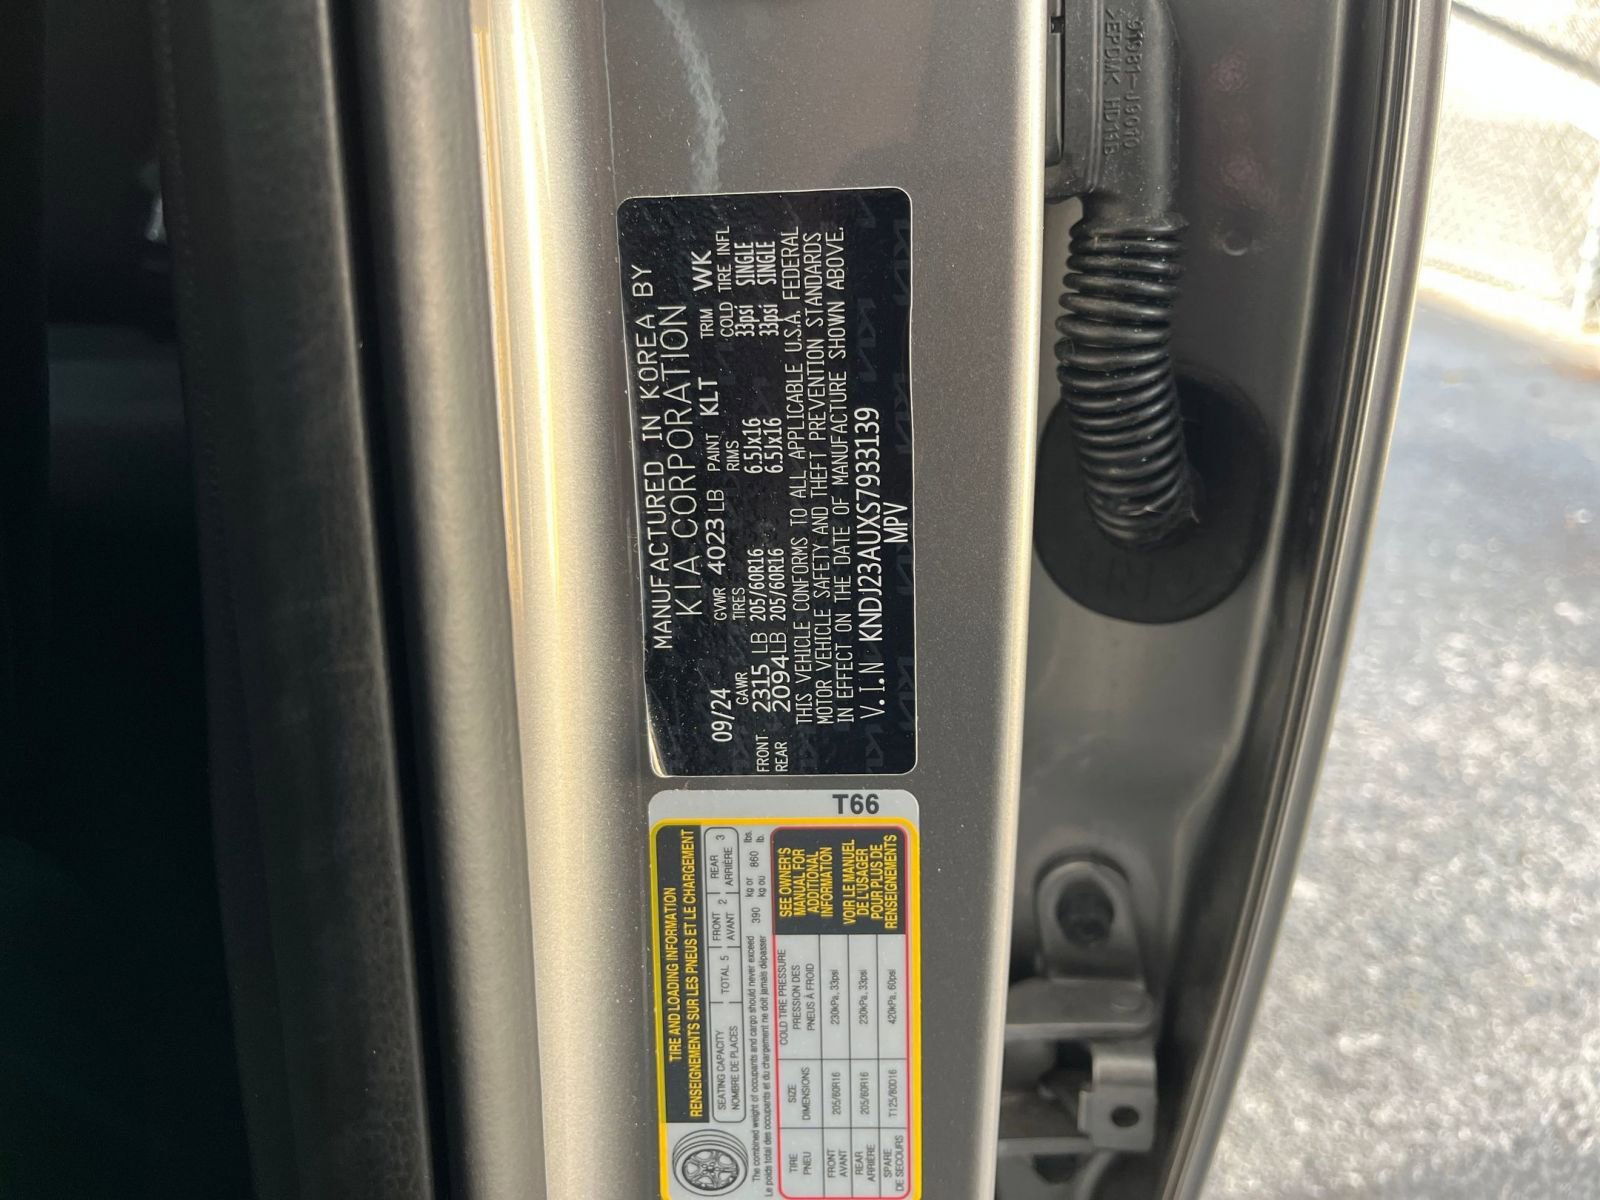 MANUFACTURED IN KOREA BY
KIA CORPORATION
09/24 GVWR 4023 LB PAINT KLT TRIM WK
GAWR TIRES RIMS COLD TIRE INFL
FRONT 2315 LB 205/60R16 6.5Jx16 33psi SINGLE
REAR 2094 LB 205/60R16 6.5Jx16 33psi SINGLE
THIS VEHICLE CONFORMS TO ALL APPLICABLE U.S.A. FEDERAL
MOTOR VEHICLE SAFETY AND THEFT PREVENTION STANDARDS
IN EFFECT ON THE DATE OF MANUFACTURE SHOWN ABOVE.
V.I.N KNDJ23AUXS7933139
MPV
T66
TIRE AND LOADING INFORMATION
RENSEIGNEMENTS SUR LES PNEUS ET LE CHARGEMENT
SEATING CAPACITY
NOMBRE DE PLACES
TOTAL 5
FRONT
AVANT
2
REAR
ARRIÈRE
3
The combined weight of occupants and cargo should never exceed 390 kg or 860 lbs.
Le poids total des occupants et du chargement ne doit jamais dépasser kg ou lb.
TIRE
PNEU
SIZE
DIMENSIONS
COLD TIRE PRESSURE
PRESSION DES
PNEUS À FROID
FRONT
AVANT
205/60R16
230kPa, 33psi
REAR
ARRIÈRE
205/60R16
230kPa, 33psi
SPARE
DE SECOURS
T125/80D16
420kPa, 60psi
SEE OWNER'S
MANUAL FOR
ADDITIONAL
INFORMATION
VOIR LE MANUEL
DE L'USAGER
POUR PLUS DE
RENSEIGNEMENTS
91981-J9010
>EPDMK HD116